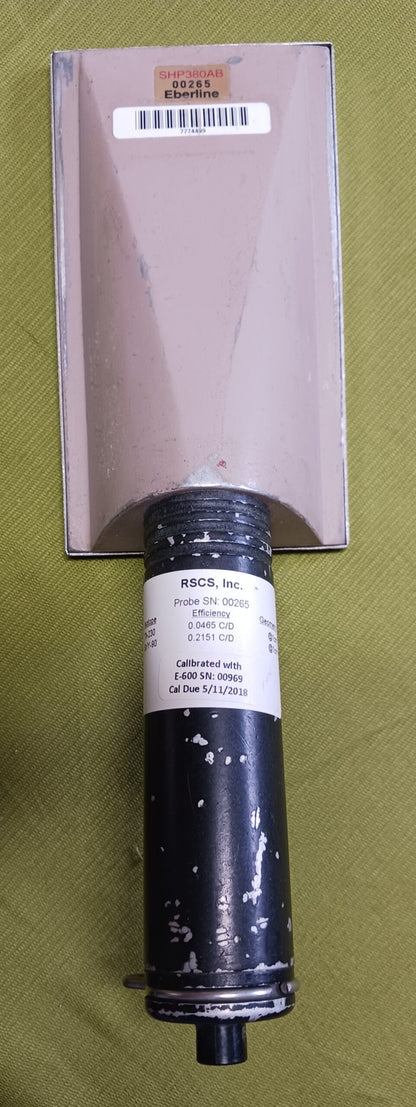 SHP380AB
00265
Eberline
7774499
RSCS, Inc.
Probe SN: 00265
Efficiency
0.0465 C/D
0.2151 C/D
Calibrated with
E-600 SN: 00969
Cal Due 5/11/2018